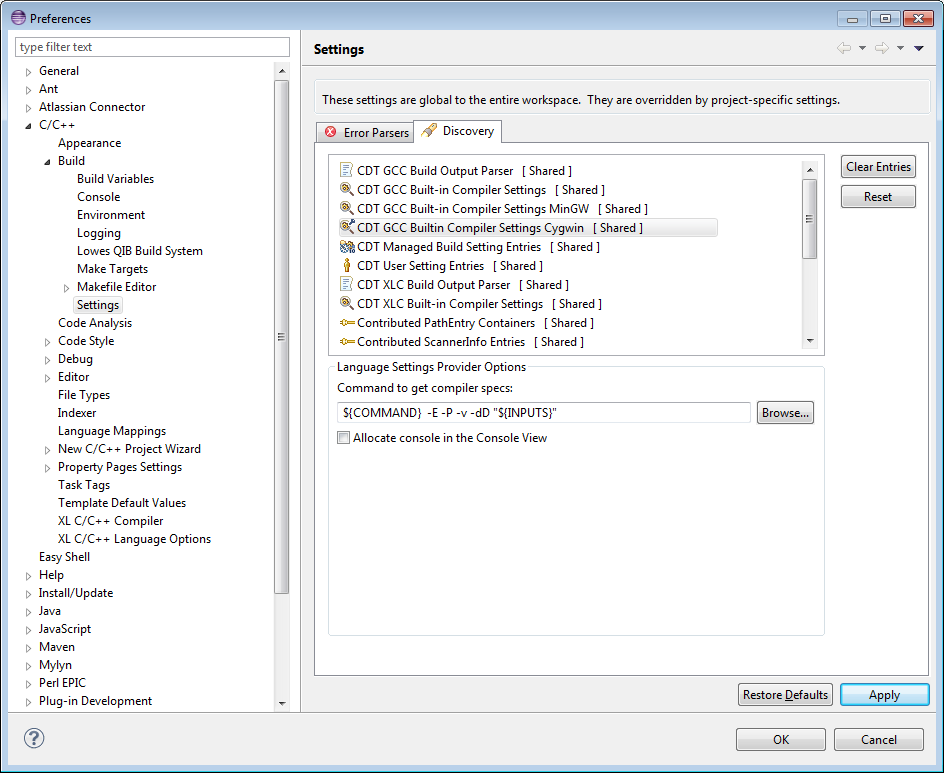 Preferences
type filter text
General
Ant
Atlassian Connector
C/C++
Appearance
Build
Build Variables
Console
Environment
Logging
Lowes QIB Build System
Make Targets
Makefile Editor
Settings
Code Analysis
Code Style
Debug
Editor
File Types
Indexer
Language Mappings
New C/C++ Project Wizard
Property Pages Settings
Task Tags
Template Default Values
XL C/C++ Compiler
XL C/C++ Language Options
Easy Shell
Help
Install/Update
Java
JavaScript
Maven
Mylyn
Perl EPIC
Plug-in Development
Settings
These settings are global to the entire workspace. They are overridden by project-specific settings.
Error Parsers
Discovery
CDT GCC Build Output Parser [ Shared ]
CDT GCC Built-in Compiler Settings [ Shared ]
CDT GCC Built-in Compiler Settings MinGW [ Shared ]
CDT GCC Builtin Compiler Settings Cygwin [ Shared ]
CDT Managed Build Setting Entries [ Shared ]
CDT User Setting Entries [ Shared ]
CDT XLC Build Output Parser [ Shared ]
CDT XLC Built-in Compiler Settings [ Shared ]
Contributed PathEntry Containers [ Shared ]
Contributed ScannerInfo Entries [ Shared ]
Clear Entries
Reset
Language Settings Provider Options
Command to get compiler specs:
${COMMAND} -E -P -v -dD "${INPUTS}"
Browse...
Allocate console in the Console View
Restore Defaults
Apply
?
OK
Cancel